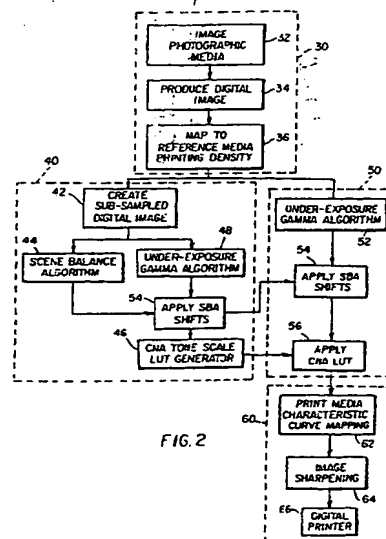 IMAGE
PHOTOGRAPHIC
MEDIA
32
30
PRODUCE DIGITAL
IMAGE
34
MAP TO
REFERENCE MEDIA
PRINTING DENSITY
36
40
42
CREATE
SUB-SAMPLED
DIGITAL IMAGE
44
SCENE BALANCE
ALGORITHM
48
UNDER-EXPOSURE
GAMMA ALGORITHM
54
APPLY SBA
SHIFTS
46
CNA TONE SCALE
LUT GENERATOR
50
UNDER-EXPOSURE
GAMMA ALGORITHM
52
54
APPLY SBA
SHIFTS
56
APPLY
CNA LUT
60
PRINT MEDIA
CHARACTERISTIC
CURVE MAPPING
62
IMAGE
SHARPENING
64
66
DIGITAL
PRINTER
FIG. 2